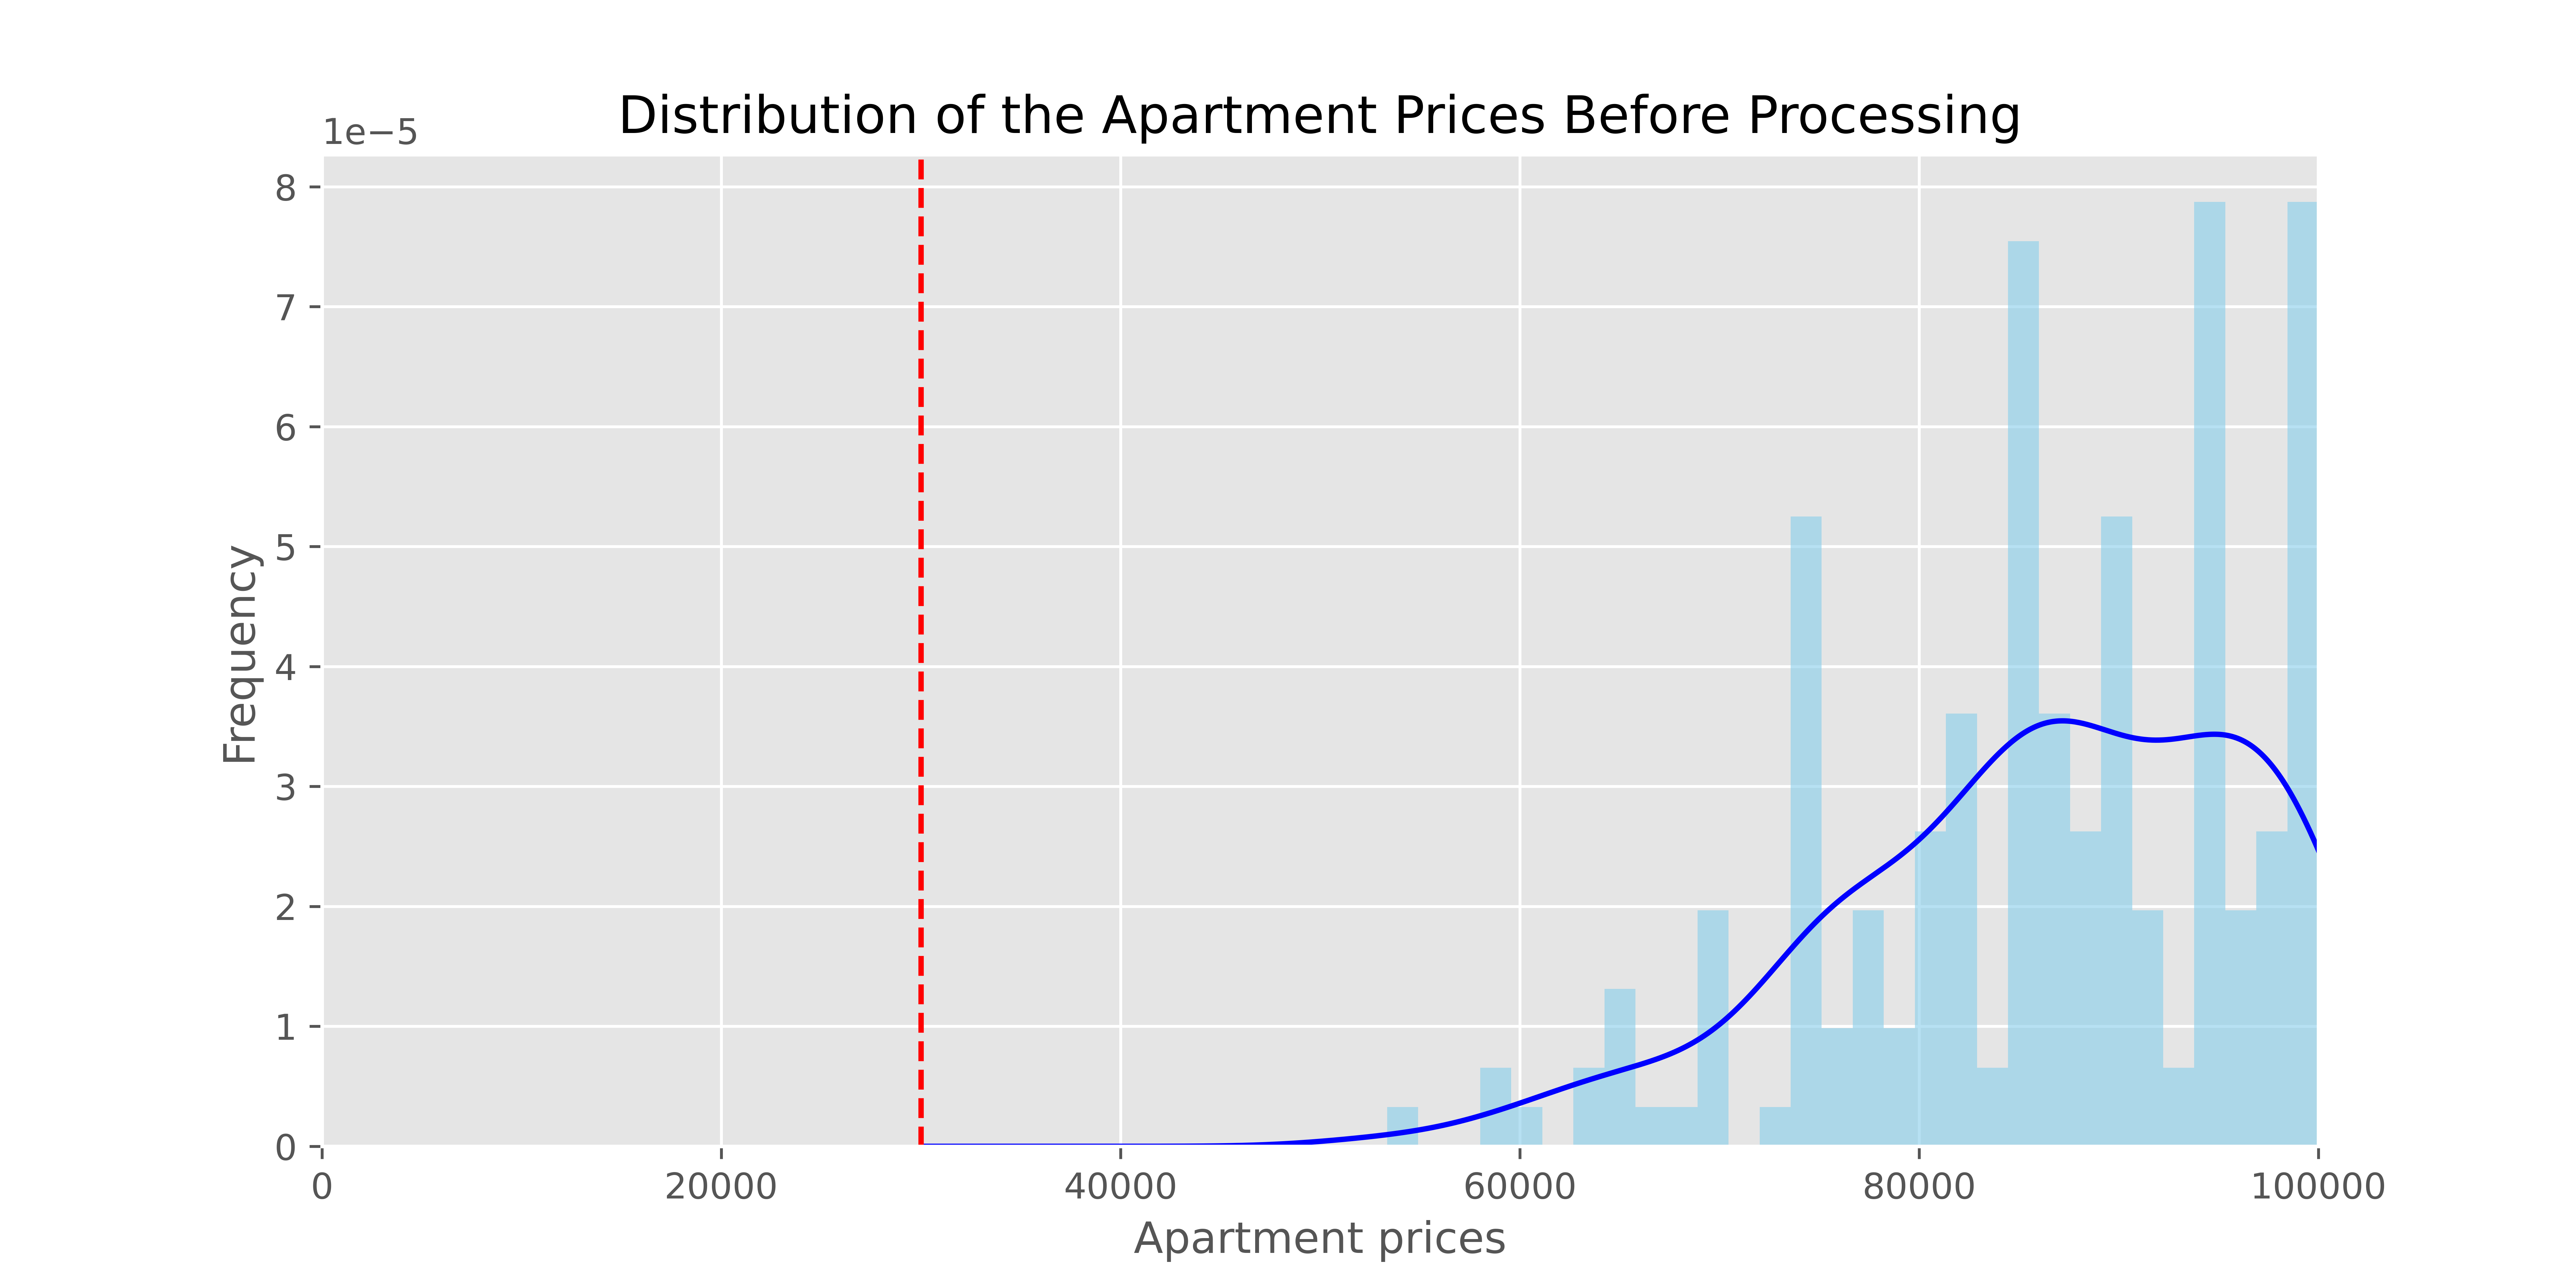 Distribution of the Apartment Prices Before Processing
1e−5
8
7
6
5
4
3
2
1
0
Frequency
0 20000 40000 60000 80000 100000
Apartment prices